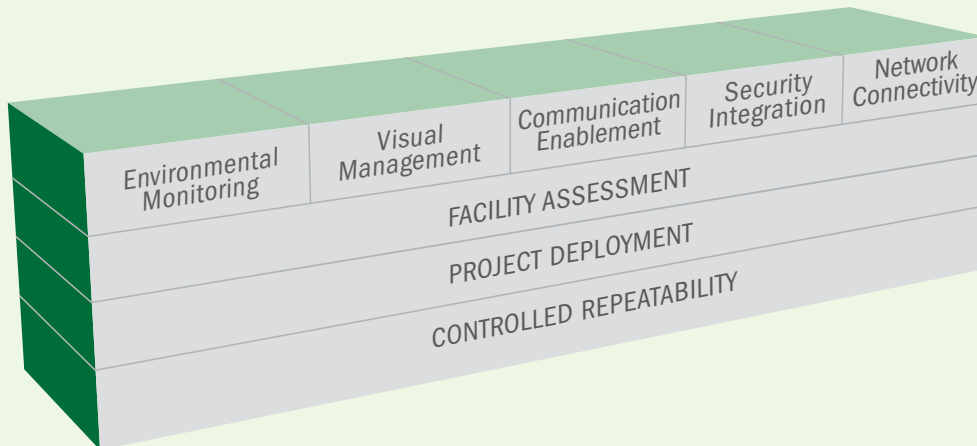 Environmental
Monitoring
Visual
Management
Communication
Enablement
Security
Integration
Network
Connectivity
FACILITY ASSESSMENT
PROJECT DEPLOYMENT
CONTROLLED REPEATABILITY